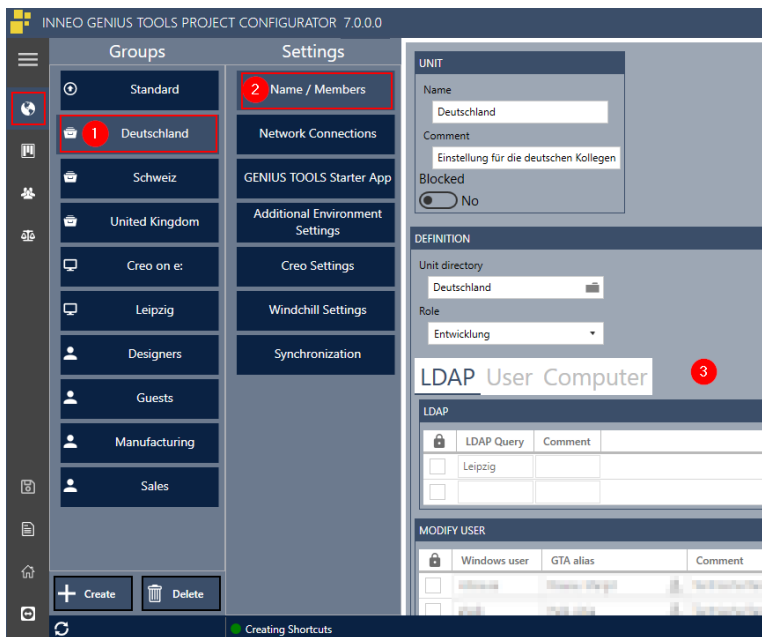 INNEO GENIUS TOOLS PROJECT CONFIGURATOR 7.0.0.0
Groups
Standard
1 Deutschland
Schweiz
United Kingdom
Creo on e:
Leipzig
Designers
Guests
Manufacturing
Sales
Create
Delete
Settings
2 Name / Members
Network Connections
GENIUS TOOLS Starter App
Additional Environment
Settings
Creo Settings
Windchill Settings
Synchronization
Creating Shortcuts
UNIT
Name
Deutschland
Comment
Einstellung für die deutschen Kollegen
Blocked
No
DEFINITION
Unit directory
Deutschland
Role
Entwicklung
LDAP User Computer
3
LDAP
LDAP Query Comment
Leipzig
MODIFY USER
Windows user GTA alias Comment